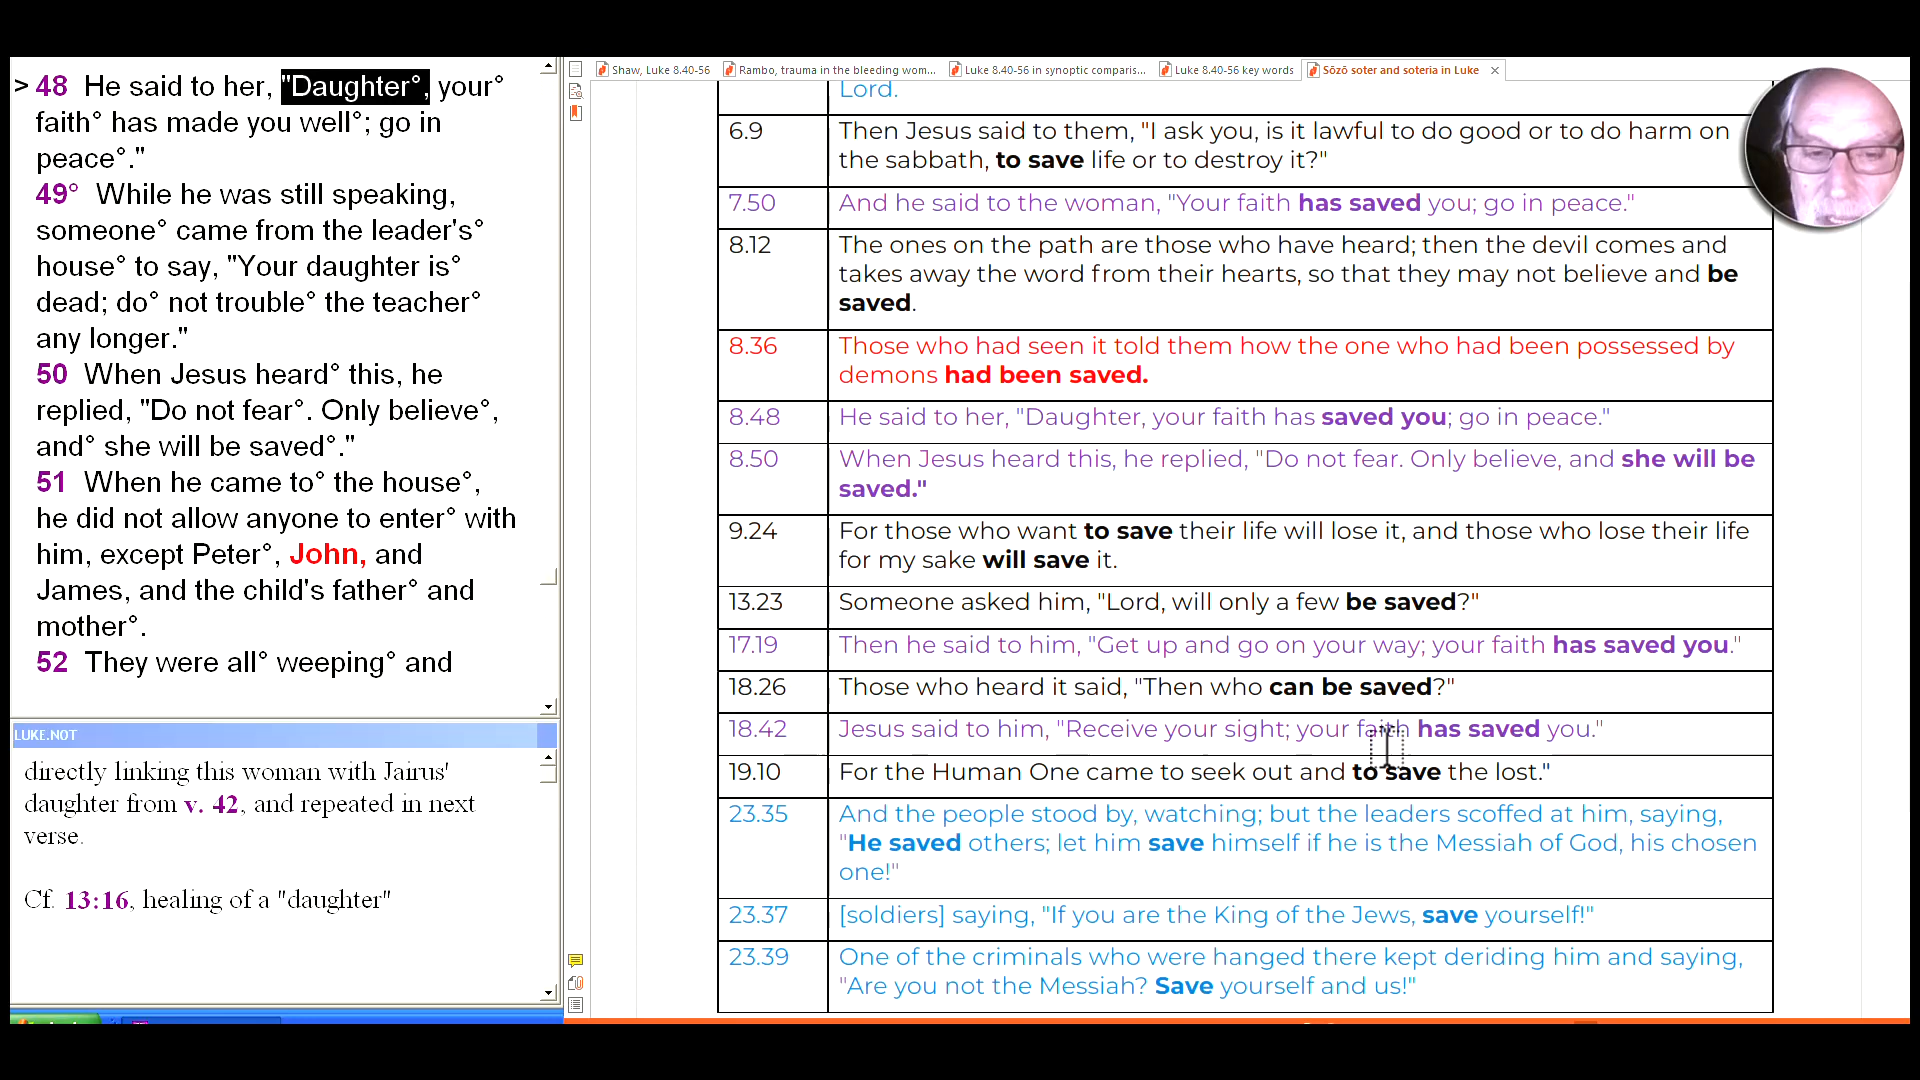 > 48 He said to her, "Daughter°, your°
faith° has made you well°; go in
peace°."
49° While he was still speaking,
someone° came from the leader's°
house° to say, "Your daughter is°
dead; do° not trouble° the teacher°
any longer."
50 When Jesus heard° this, he
replied, "Do not fear°. Only believe°,
and° she will be saved°."
51 When he came to° the house°,
he did not allow anyone to enter° with
him, except Peter°, John, and
James, and the child's father° and
mother°.
52 They were all° weeping° and
LUKE.NOT
directly linking this woman with Jairus'
daughter from v. 42, and repeated in next
verse.
Cf. 13:16, healing of a "daughter"
Shaw, Luke 8.40-56
Rambo, trauma in the bleeding wom...
Luke 8.40-56 in synoptic comparis...
Luke 8.40-56 key words
Sōzō soter and soteria in Luke
Lord.
6.9 Then Jesus said to them, "I ask you, is it lawful to do good or to do harm on
the sabbath, to save life or to destroy it?"
7.50 And he said to the woman, "Your faith has saved you; go in peace."
8.12 The ones on the path are those who have heard; then the devil comes and
takes away the word from their hearts, so that they may not believe and be
saved.
8.36 Those who had seen it told them how the one who had been possessed by
demons had been saved.
8.48 He said to her, "Daughter, your faith has saved you; go in peace."
8.50 When Jesus heard this, he replied, "Do not fear. Only believe, and she will be
saved."
9.24 For those who want to save their life will lose it, and those who lose their life
for my sake will save it.
13.23 Someone asked him, "Lord, will only a few be saved?"
17.19 Then he said to him, "Get up and go on your way; your faith has saved you."
18.26 Those who heard it said, "Then who can be saved?"
18.42 Jesus said to him, "Receive your sight; your faith has saved you."
19.10 For the Human One came to seek out and to save the lost."
23.35 And the people stood by, watching; but the leaders scoffed at him, saying,
"He saved others; let him save himself if he is the Messiah of God, his chosen
one!"
23.37 [soldiers] saying, "If you are the King of the Jews, save yourself!"
23.39 One of the criminals who were hanged there kept deriding him and saying,
"Are you not the Messiah? Save yourself and us!"